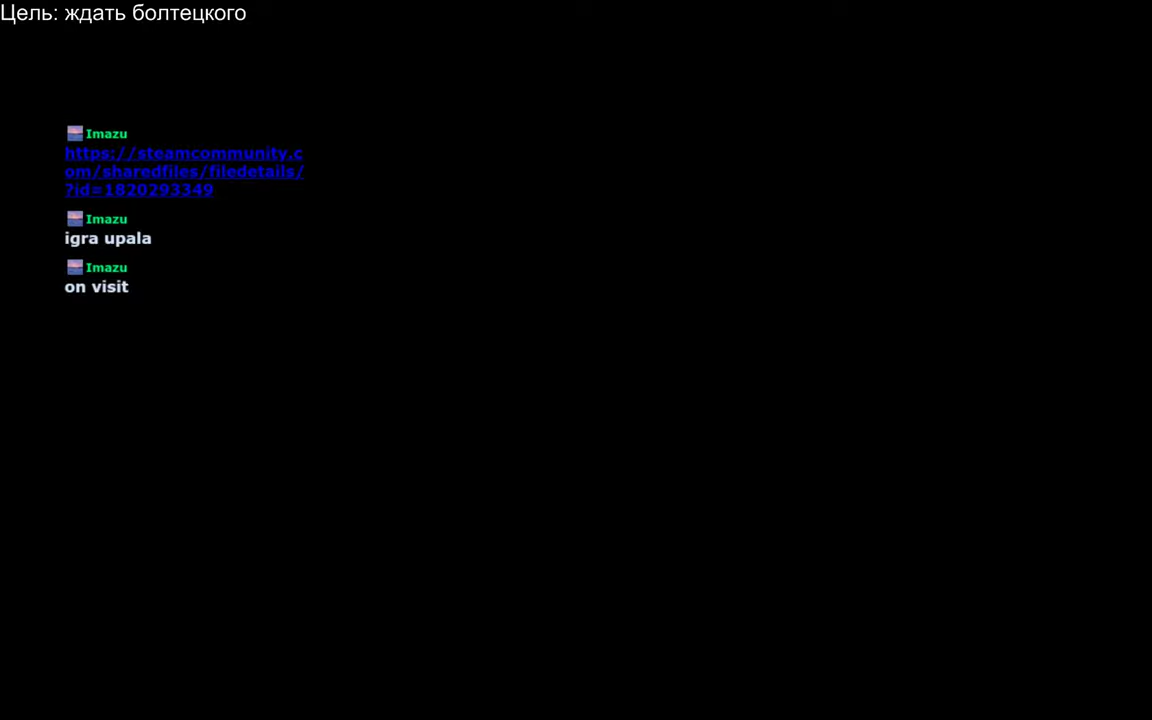 Цель: ждать болтецкого
Imazu
https://steamcommunity.c
om/sharedfiles/filedetails/
?id=1820293349
Imazu
igra upala
Imazu
on visit